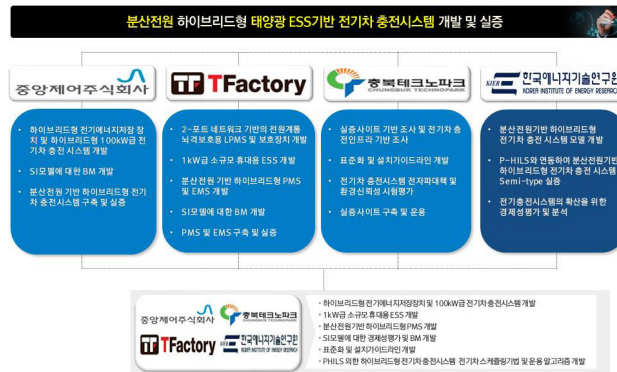 분산전원 하이브리드형 태양광 ESS기반 전기차 충전시스템 개발 및 실증
중앙제어주식회사
• 하이브리드형 전기에너지저장 장
치 및 하이브리드형 100kW급 전
기차 충전 시스템 개발
• SI모델에 대한 BM 개발
• 분산전원 기반 하이브리드형 전기
차 충전시스템 구축 및 실증
TFactory
• 2-포트 네트워크 기반의 전원계통
뇌격보호용 LPMS 및 보호장치 개발
• 1kW급 소규모 휴대용 ESS 개발
• 분산전원 기반 하이브리드형 PMS
및 EMS 개발
• SI모델에 대한 BM 개발
• PMS 및 EMS 구축 및 실증
충북테크노파크
CHUNGBUK TECHNOPARK
• 실증사이트 기반 조사 및 전기차 충
전인프라 기반 조사
• 표준화 및 설치가이드라인 개발
• 전기차 충전시스템 전자파대책 및
환경신뢰성 시험평가
• 실증사이트 구축 및 운용
KIER 한국에너지기술연구원
KOREA INSTITUTE OF ENERGY RESEARCH
• 분산전원기반 하이브리드형
전기차 충전 시스템 모델 개발
• P-HILS와 연동하여 분산전원기반
하이브리드형 전기차 충전 시스템
Semi-type 실증
• 전기충전시스템의 확산을 위한
경제성평가 및 분석
중앙제어주식회사
충북테크노파크
CHUNGBUK TECHNOPARK
TFactory
KIER 한국에너지기술연구원
KOREA INSTITUTE OF ENERGY RESEARCH
• 하이브리드형 전기에너지저장장치 및 100kW급 전기차 충전시스템 개발
• 1kW급 소규모 휴대용 ESS 개발
• 분산전원기반 하이브리드형 PMS 개발
• SI모델에 대한 경제성평가 및 BM 개발
• 표준화 및 설치가이드라인 개발
• PHILS 의한 하이브리드형 전기차 충전시스템 전기차 스케쥴링기법 및 운용 알고리즘 개발